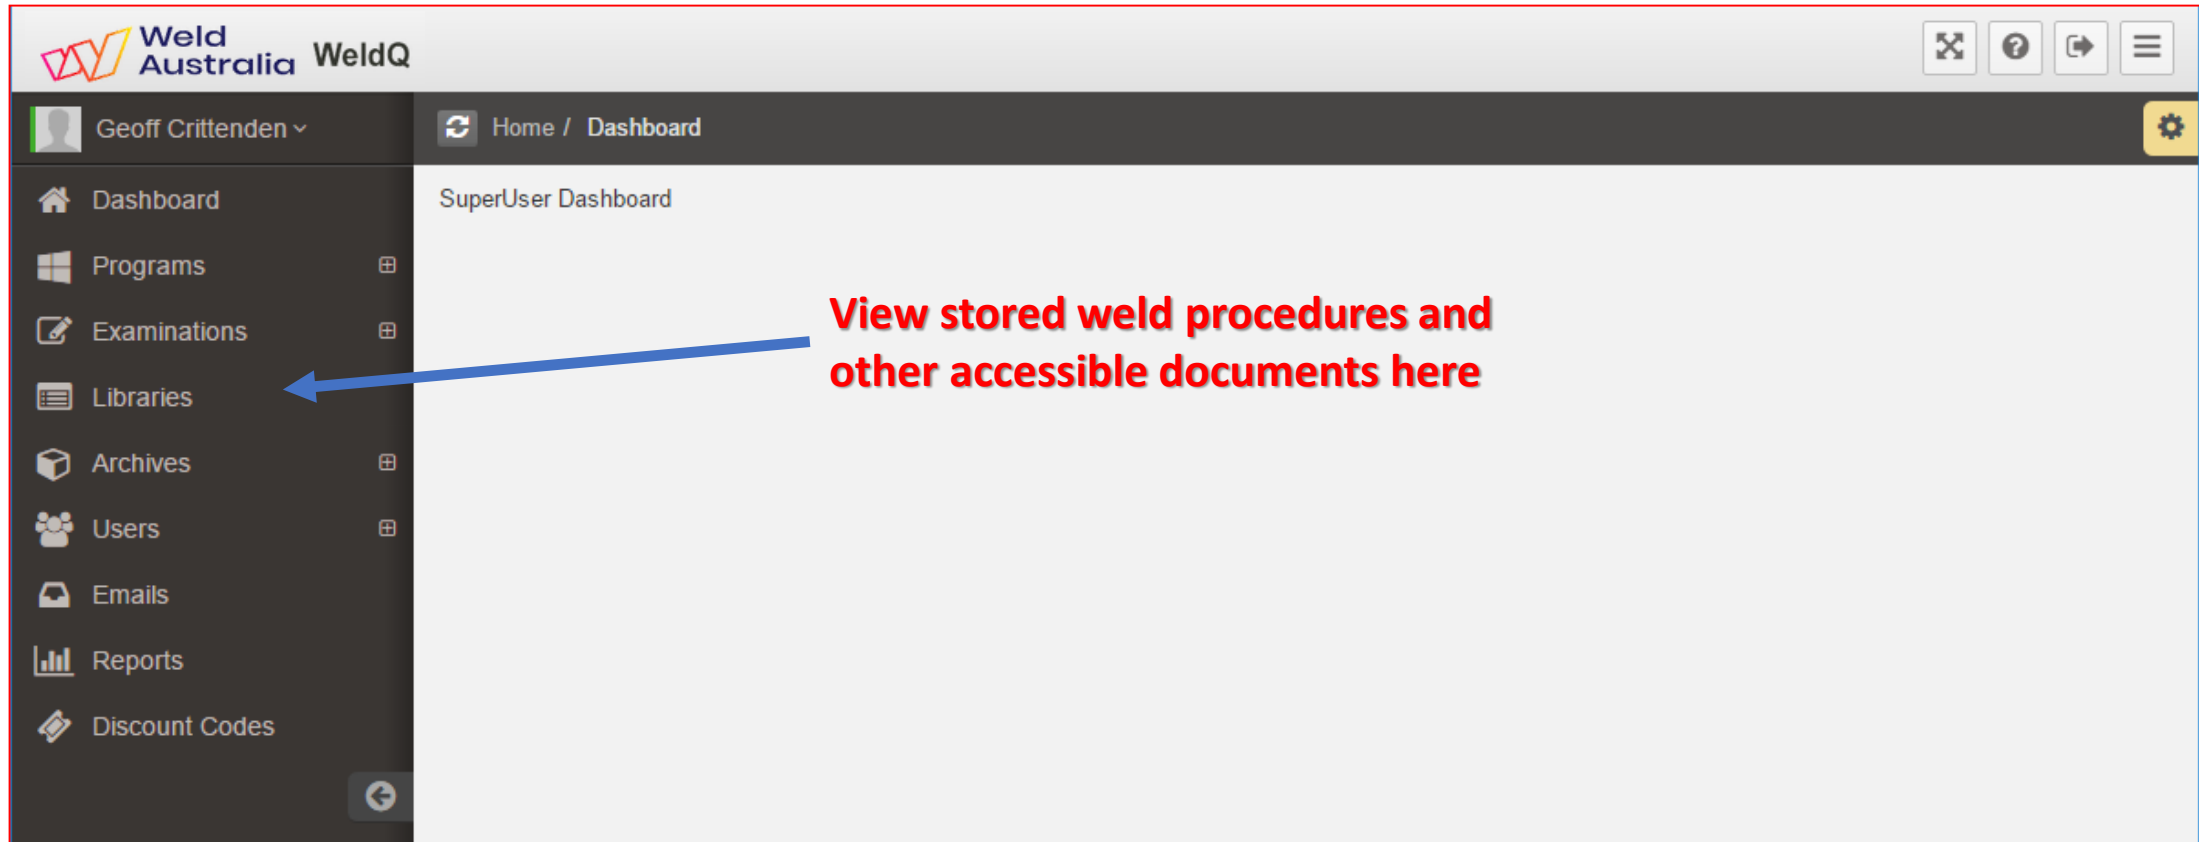 Weld
Australia WeldQ
Geoff Crittenden
Home / Dashboard
Dashboard
SuperUser Dashboard
Programs
Examinations
View stored weld procedures and
other accessible documents here
Libraries
Archives
Users
Emails
Reports
Discount Codes